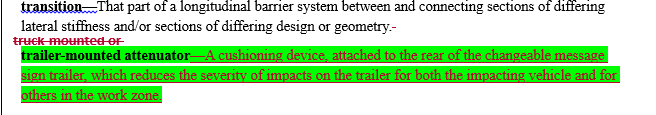 transition—That part of a longitudinal barrier system between and connecting sections of differing
lateral stiffness and/or sections of differing design or geometry.-
truck mounted or
trailer-mounted attenuator—A cushioning device, attached to the rear of the changeable message
sign trailer, which reduces the severity of impacts on the trailer for both the impacting vehicle and for
others in the work zone.